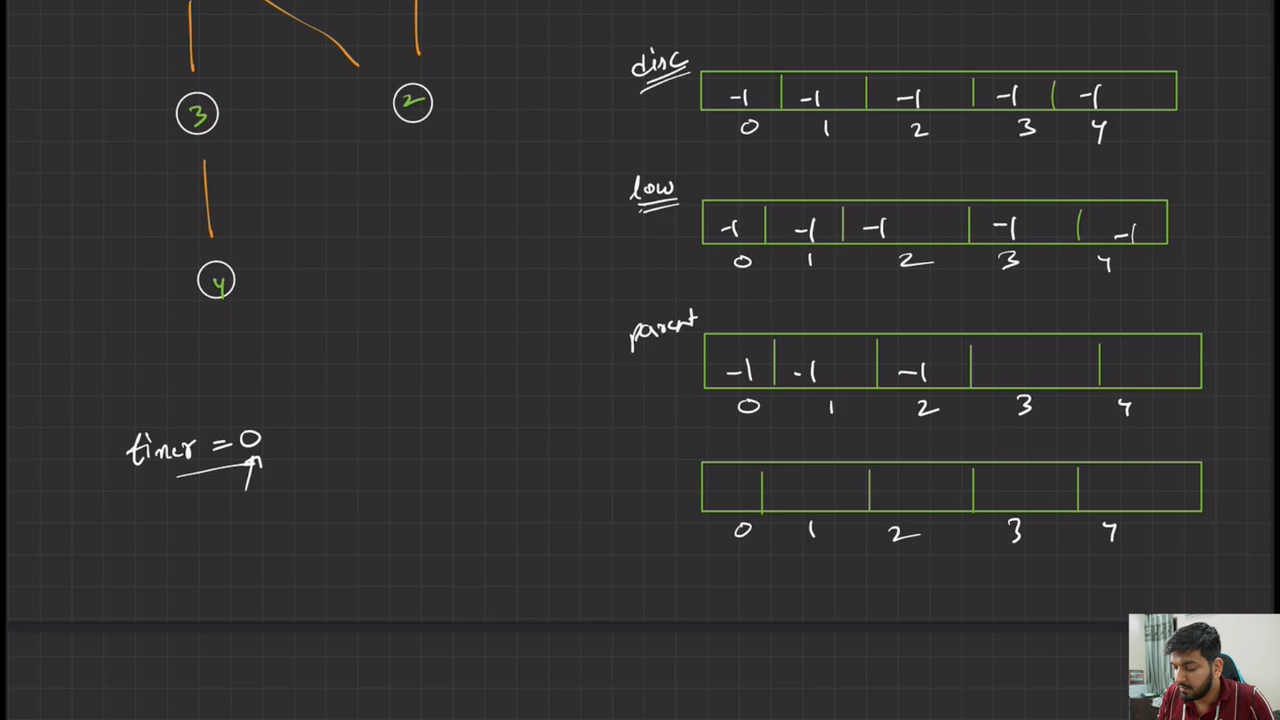 3
2
4
timer = 0
disc
-1 -1 -1 -1 -1
0 1 2 3 4
low
-1 -1 -1 -1 -1
0 1 2 3 4
parent
-1 -1 -1
0 1 2 3 4
0 1 2 3 4